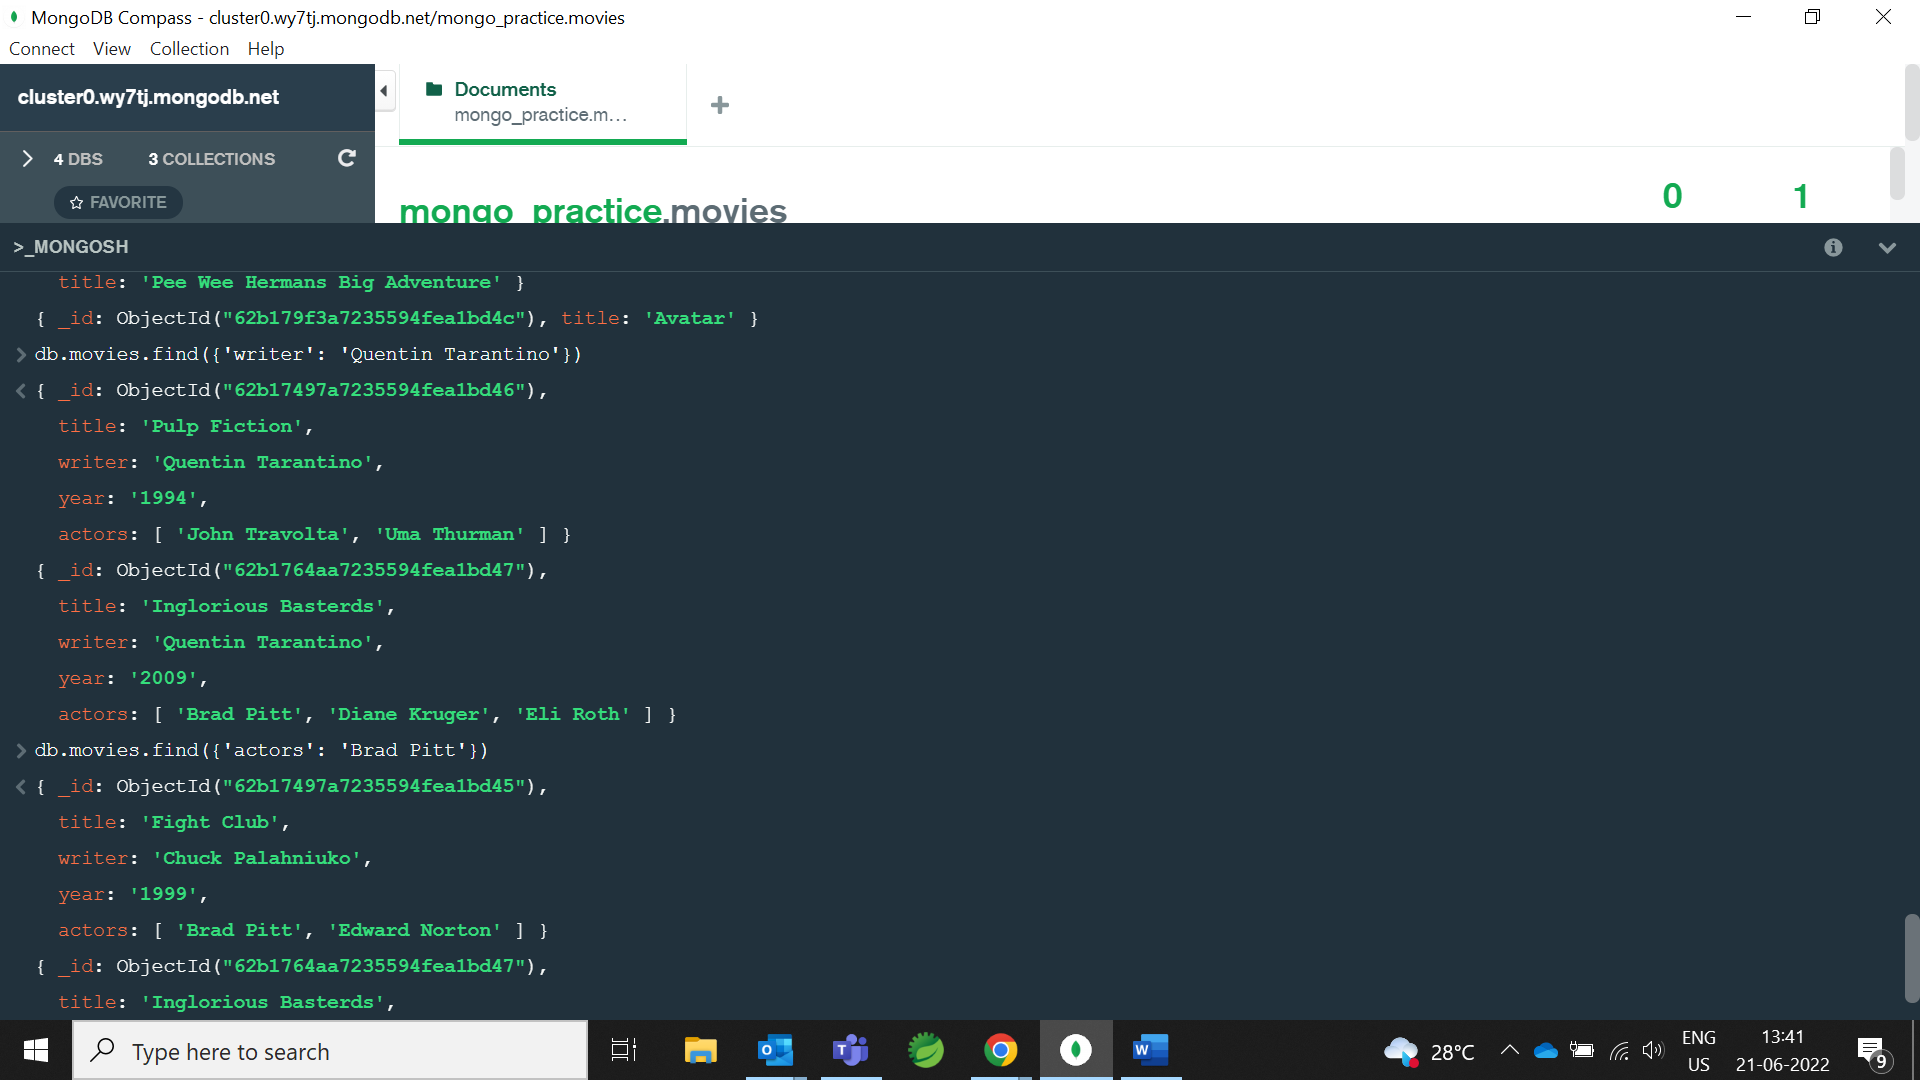 MongoDB Compass - cluster0.wy7tj.mongodb.net/mongo_practice.movies
Connect View Collection Help
cluster0.wy7tj.mongodb.net
Documents
mongo_practice.m...
4 DBS 3 COLLECTIONS
FAVORITE
mongo_practice.movies
0 1
>_MONGOSH
title: 'Pee Wee Hermans Big Adventure' }
{ _id: ObjectId("62b179f3a7235594fea1bd4c"), title: 'Avatar' }
> db.movies.find({'writer': 'Quentin Tarantino'})
< { _id: ObjectId("62b17497a7235594fea1bd46"),
title: 'Pulp Fiction',
writer: 'Quentin Tarantino',
year: '1994',
actors: [ 'John Travolta', 'Uma Thurman' ] }
{ _id: ObjectId("62b1764aa7235594fea1bd47"),
title: 'Inglorious Basterds',
writer: 'Quentin Tarantino',
year: '2009',
actors: [ 'Brad Pitt', 'Diane Kruger', 'Eli Roth' ] }
> db.movies.find({'actors': 'Brad Pitt'})
< { _id: ObjectId("62b17497a7235594fea1bd45"),
title: 'Fight Club',
writer: 'Chuck Palahniuko',
year: '1999',
actors: [ 'Brad Pitt', 'Edward Norton' ] }
{ _id: ObjectId("62b1764aa7235594fea1bd47"),
title: 'Inglorious Basterds',
Type here to search
28°C
ENG
US
13:41
21-06-2022
9